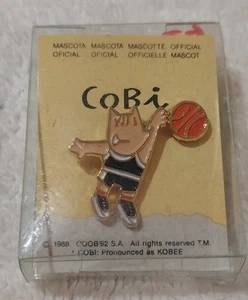 MASCOTA MASCOTA MASCOTTE OFFICIAL
OFICIAL OFICIAL OFFICIELLE MASCOT
CoBi
© 1988 COOB'92 S.A. All rights reserved T.M.
* COBI: Pronounced as KOBEE